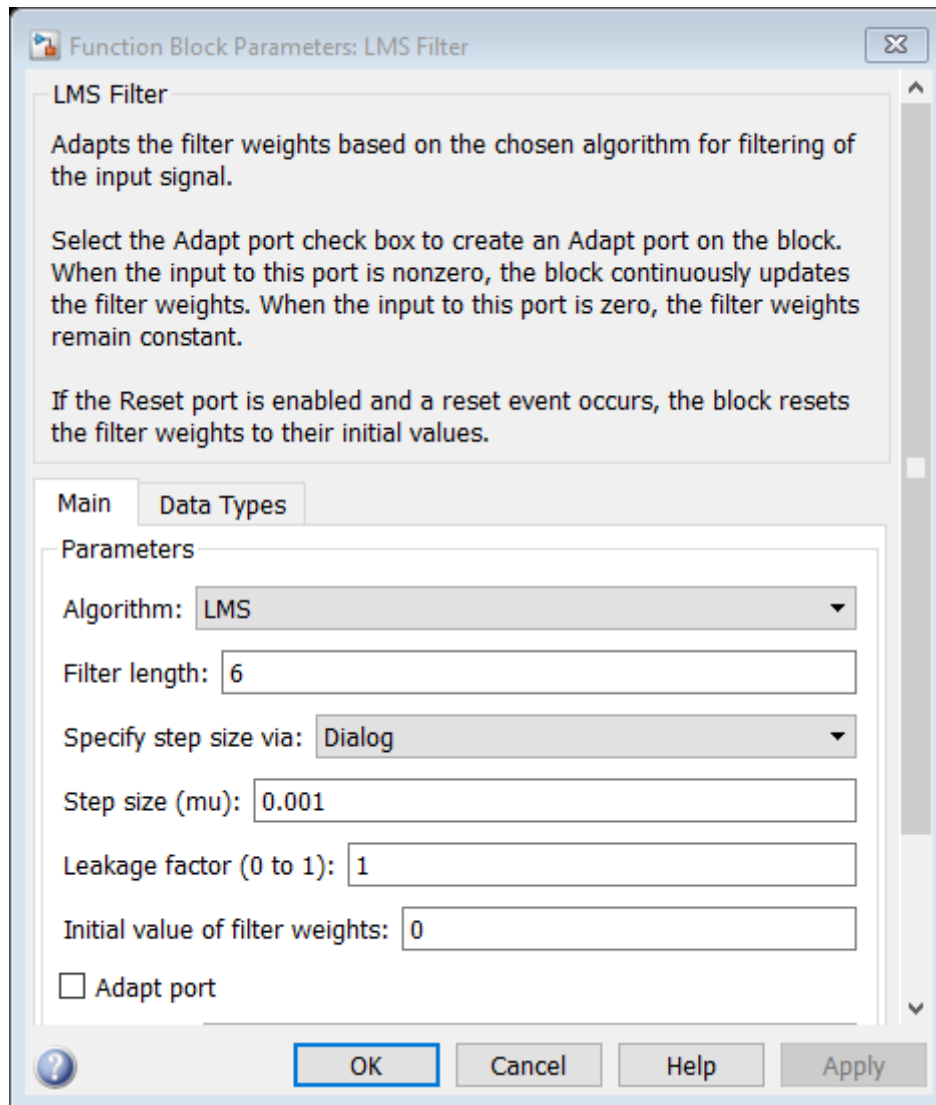 Function Block Parameters: LMS Filter
LMS Filter
Adapts the filter weights based on the chosen algorithm for filtering of
the input signal.
Select the Adapt port check box to create an Adapt port on the block.
When the input to this port is nonzero, the block continuously updates
the filter weights. When the input to this port is zero, the filter weights
remain constant.
If the Reset port is enabled and a reset event occurs, the block resets
the filter weights to their initial values.
Main Data Types
Parameters
Algorithm: LMS
Filter length: 6
Specify step size via: Dialog
Step size (mu): 0.001
Leakage factor (0 to 1): 1
Initial value of filter weights: 0
Adapt port
? OK Cancel Help Apply